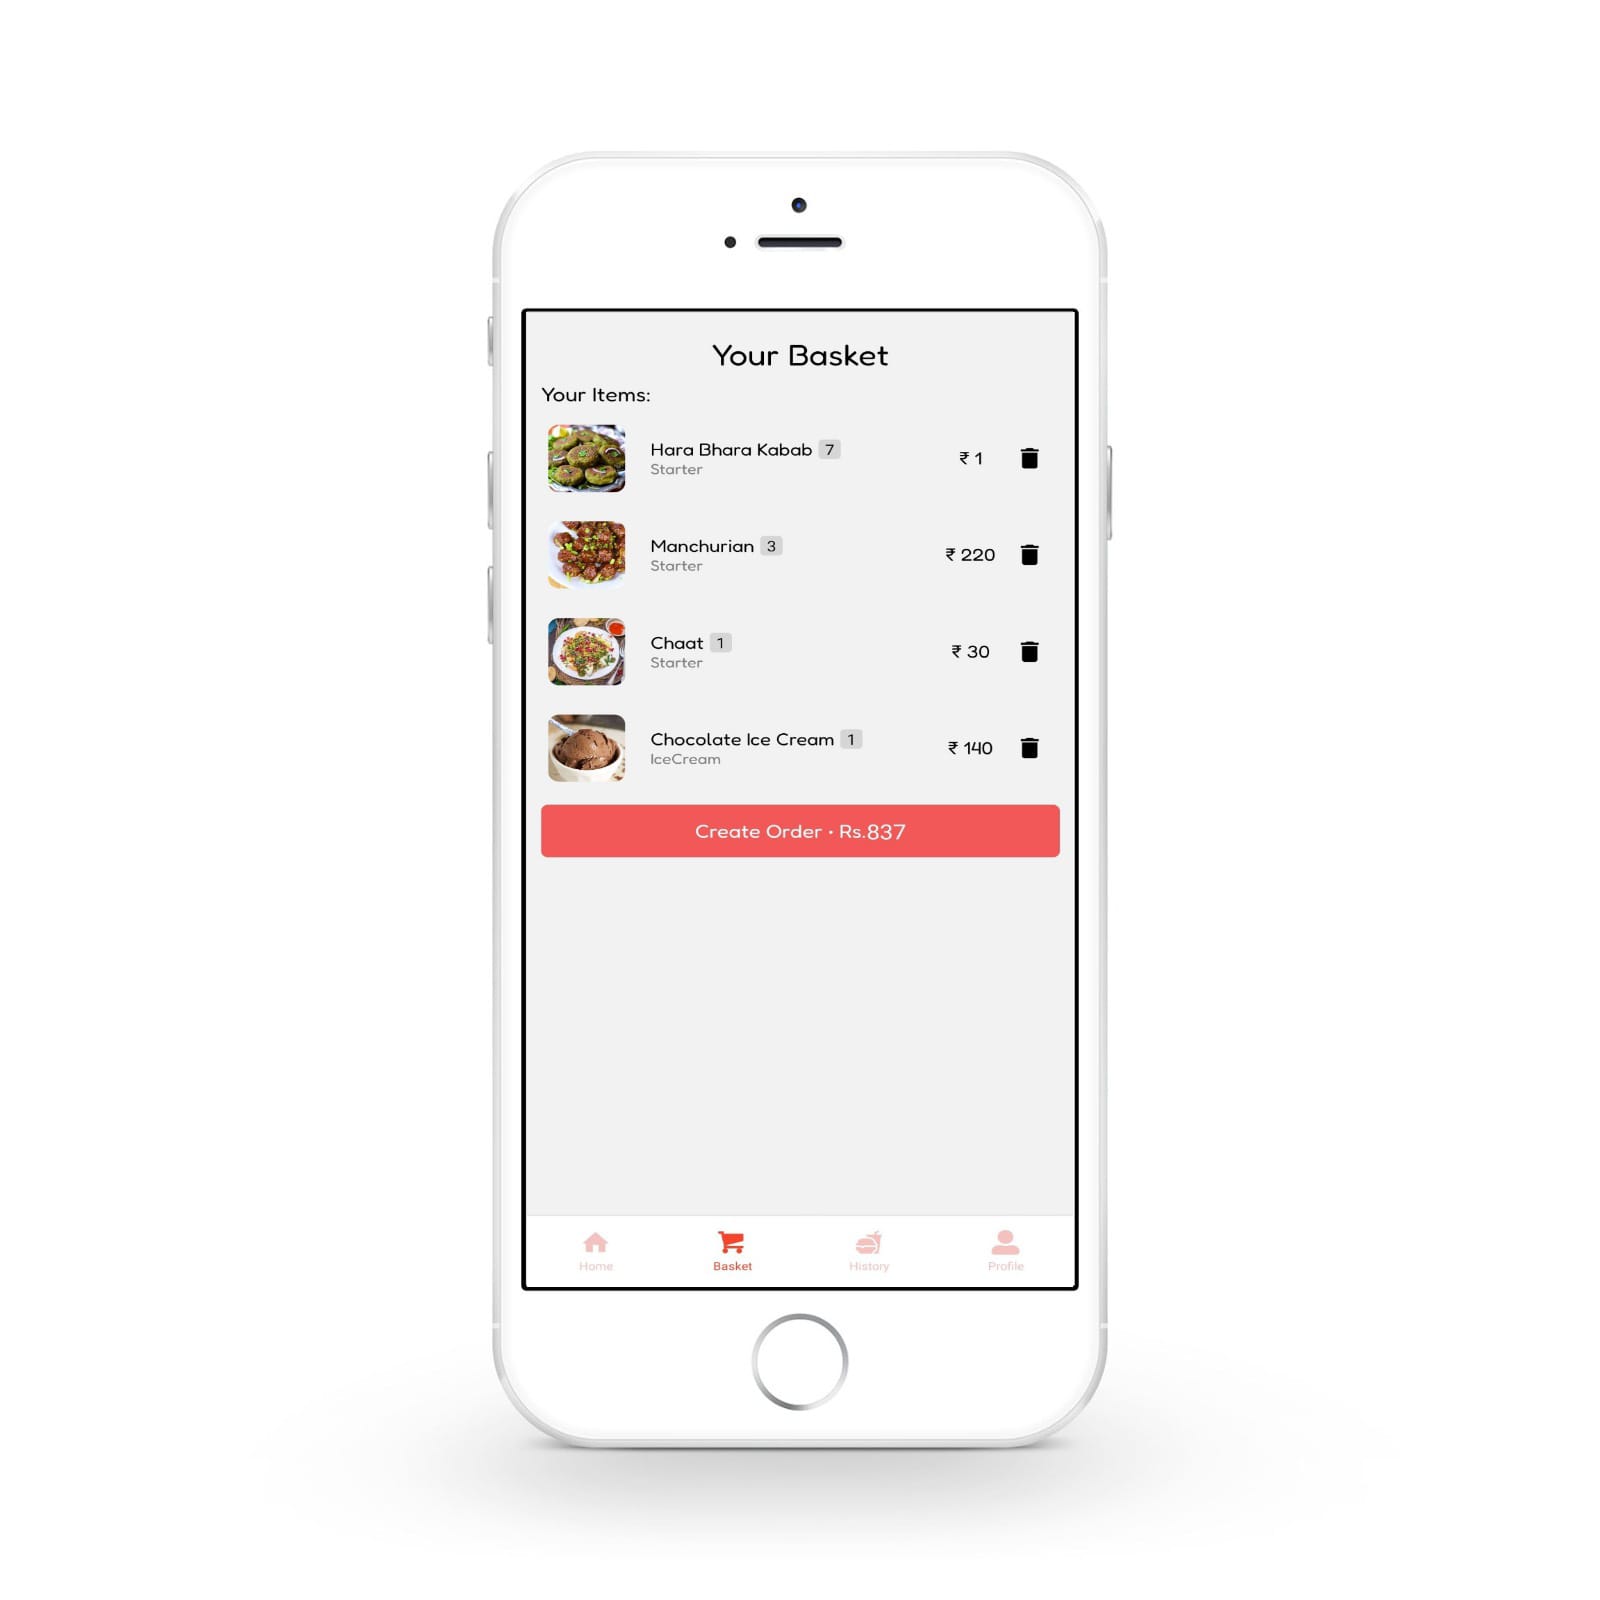 Your Basket
Your Items:
Hara Bhara Kabab 7
Starter
₹ 1
Manchurian 3
Starter
₹ 220
Chaat 1
Starter
₹ 30
Chocolate Ice Cream 1
IceCream
₹ 140
Create Order • Rs.837
Home
Basket
History
Profile